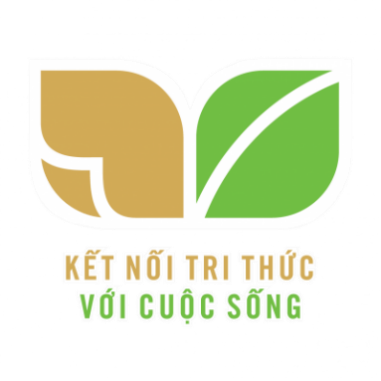 KẾT NỐI TRI THỨC
VỚI CUỘC SỐNG